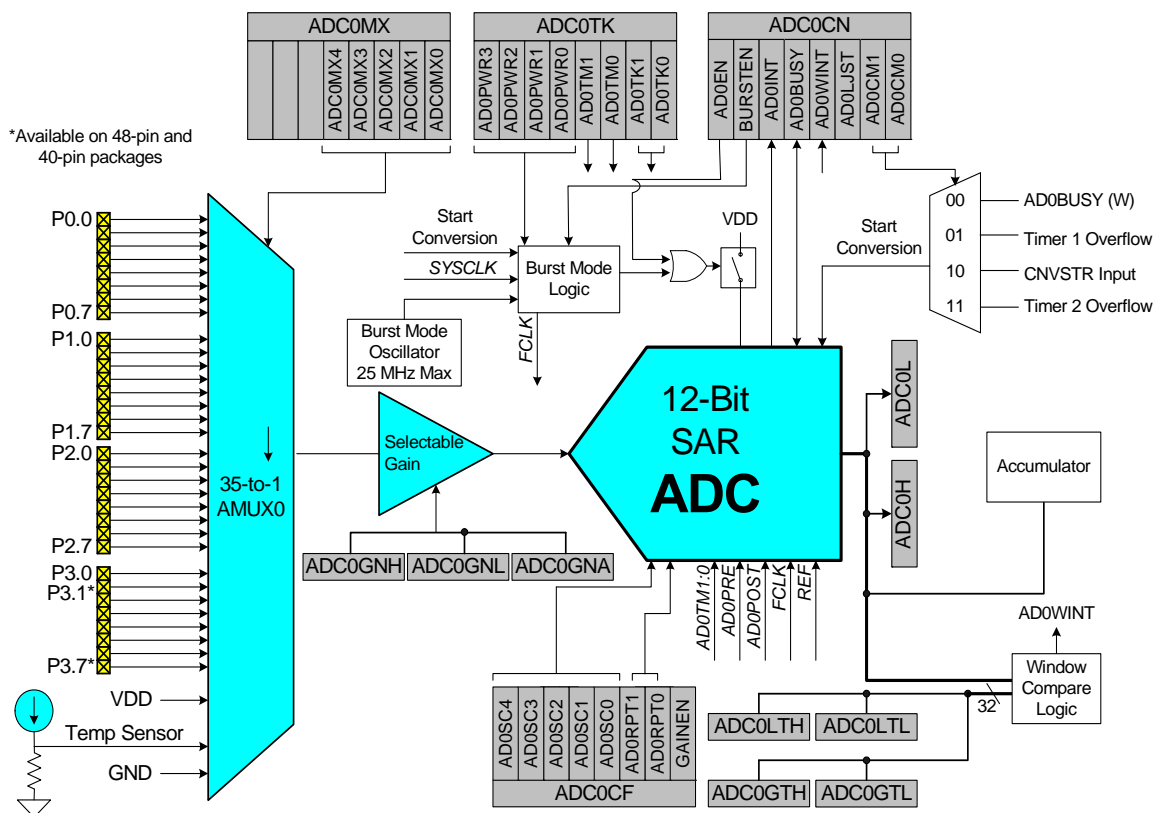 ADC0MX
ADC0MX4
ADC0MX3
ADC0MX2
ADC0MX1
ADC0MX0
ADC0TK
AD0PWR3
AD0PWR2
AD0PWR1
AD0PWR0
AD0TM1
AD0TM0
AD0TK1
AD0TK0
ADC0CN
AD0EN
BURSTEN
AD0INT
AD0BUSY
AD0WINT
AD0LJST
AD0CM1
AD0CM0
*Available on 48-pin and
40-pin packages
P0.0
P0.7
P1.0
P1.7
P2.0
P2.7
P3.0
P3.1*
P3.7*
VDD
Temp Sensor
GND
35-to-1
AMUX0
Start
Conversion
SYSCLK
Burst Mode
Logic
Burst Mode
Oscillator
25 MHz Max
FCLK
VDD
Start
Conversion
00
01
10
11
AD0BUSY (W)
Timer 1 Overflow
CNVSTR Input
Timer 2 Overflow
Selectable
Gain
ADC0GNH
ADC0GNL
ADC0GNA
12-Bit
SAR
ADC
ADC0L
ADC0H
Accumulator
AD0TM1:0
AD0PRE
AD0POST
FCLK
REF
AD0WINT
Window
Compare
Logic
32
AD0SC4
AD0SC3
AD0SC2
AD0SC1
AD0SC0
AD0RPT1
AD0RPT0
GAINEN
ADC0CF
ADC0LTH
ADC0LTL
ADC0GTH
ADC0GTL